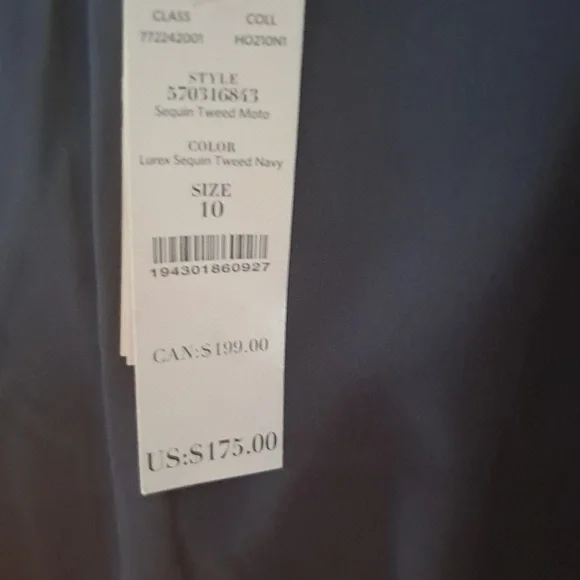 CLASS COLL
772242001 HO210N1
STYLE
570316843
Sequin Tweed Moto
COLOR
Lurex Sequin Tweed Navy
SIZE
10
194301860927
CAN:$199.00
US:$175.00